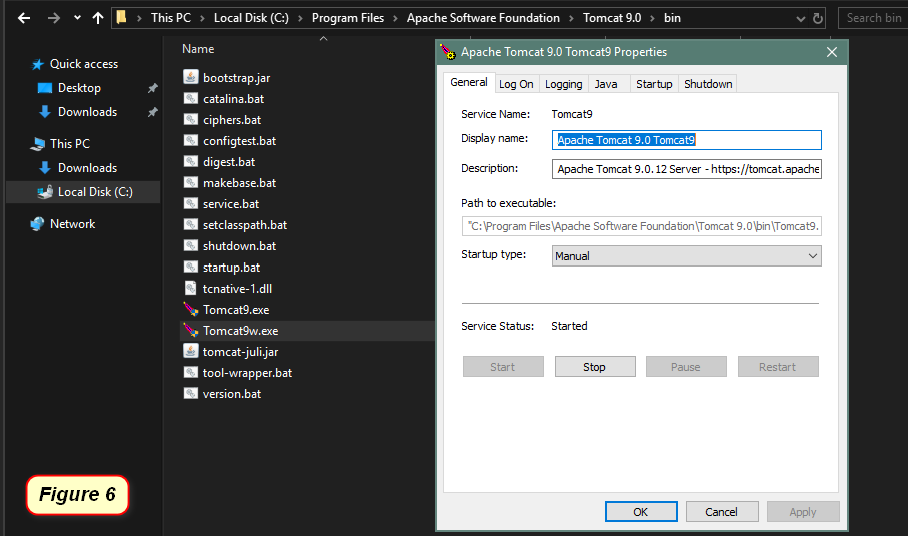 This PC > Local Disk (C:) > Program Files > Apache Software Foundation > Tomcat 9.0 > bin
Search bin
Quick access
Desktop
Downloads
This PC
Downloads
Local Disk (C:)
Network
Name
bootstrap.jar
catalina.bat
ciphers.bat
configtest.bat
digest.bat
makebase.bat
service.bat
setclasspath.bat
shutdown.bat
startup.bat
tcnative-1.dll
Tomcat9.exe
Tomcat9w.exe
tomcat-juli.jar
tool-wrapper.bat
version.bat
Apache Tomcat 9.0 Tomcat9 Properties
General Log On Logging Java Startup Shutdown
Service Name: Tomcat9
Display name: Apache Tomcat 9.0 Tomcat9
Description: Apache Tomcat 9.0.12 Server - https://tomcat.apache
Path to executable:
"C:\Program Files\Apache Software Foundation\Tomcat 9.0\bin\Tomcat9.
Startup type: Manual
Service Status: Started
Start Stop Pause Restart
OK Cancel Apply
Figure 6